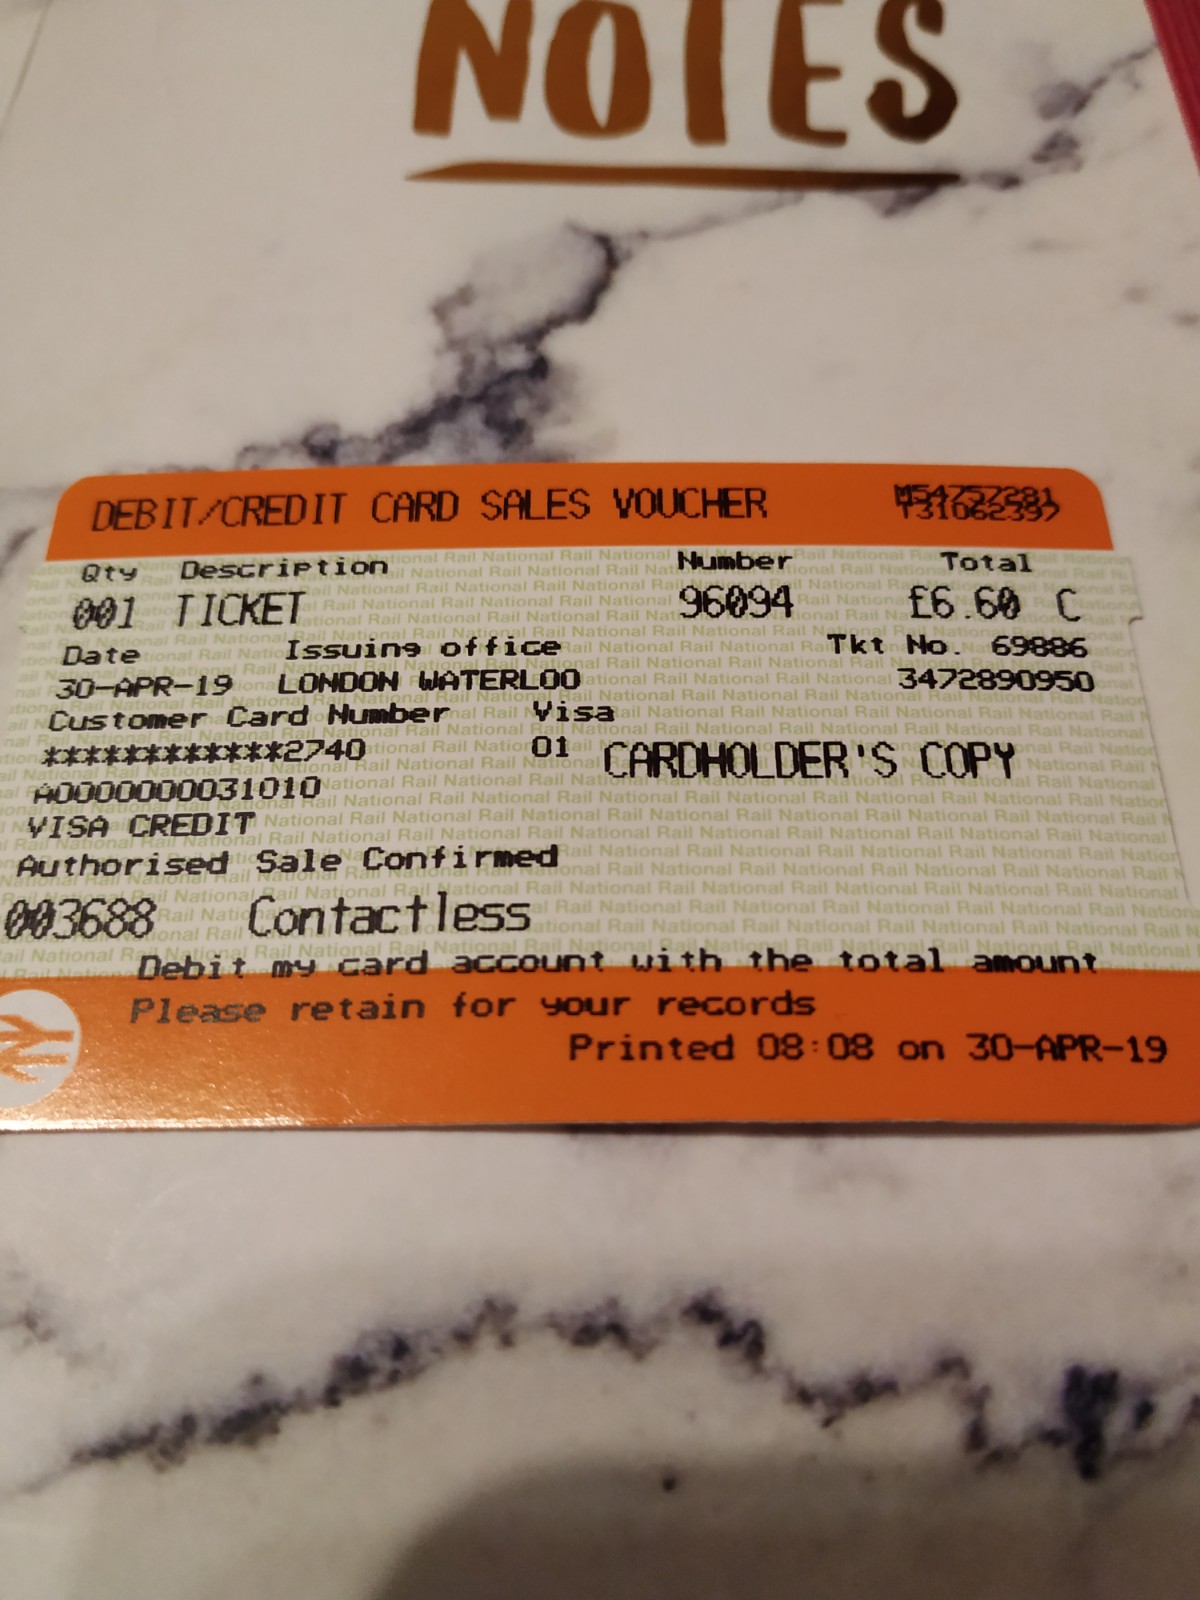 NOTES
DEBIT/CREDIT CARD SALES VOUCHER
Qty Description Number Total
001 TICKET 96094 £6.60 C
Date Issuing office Tkt No. 69886
30-APR-19 LONDON WATERLOO 3472890950
Customer Card Number Visa
************2740 01 CARDHOLDER'S COPY
A0000000031010
VISA CREDIT
Authorised Sale Confirmed
003688 Contactless
Debit my card account with the total amount
Please retain for your records
Printed 08:08 on 30-APR-19